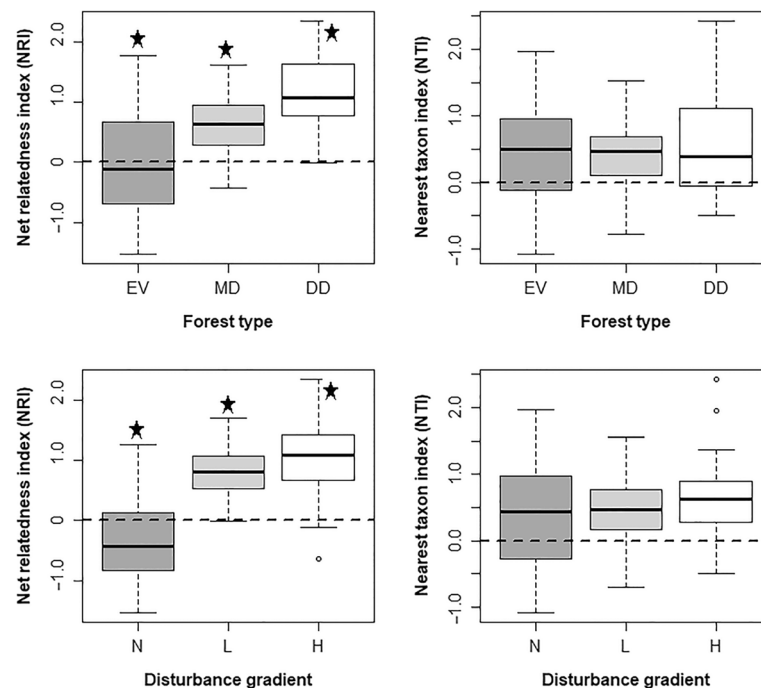 Net relatedness index (NRI)
2.0
1.0
0
−1.0
EV MD DD
Forest type
Nearest taxon index (NTI)
2.0
1.0
0.0
−1.0
EV MD DD
Forest type
Net relatedness index (NRI)
2.0
1.0
0
−1.0
N L H
Disturbance gradient
Nearest taxon index (NTI)
2.0
1.0
0.0
−1.0
N L H
Disturbance gradient